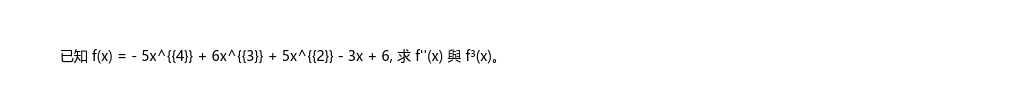 已知 f(x) = - 5x^{{4}} + 6x^{{3}} + 5x^{{2}} - 3x + 6, 求 f''(x) 與 f³(x)。